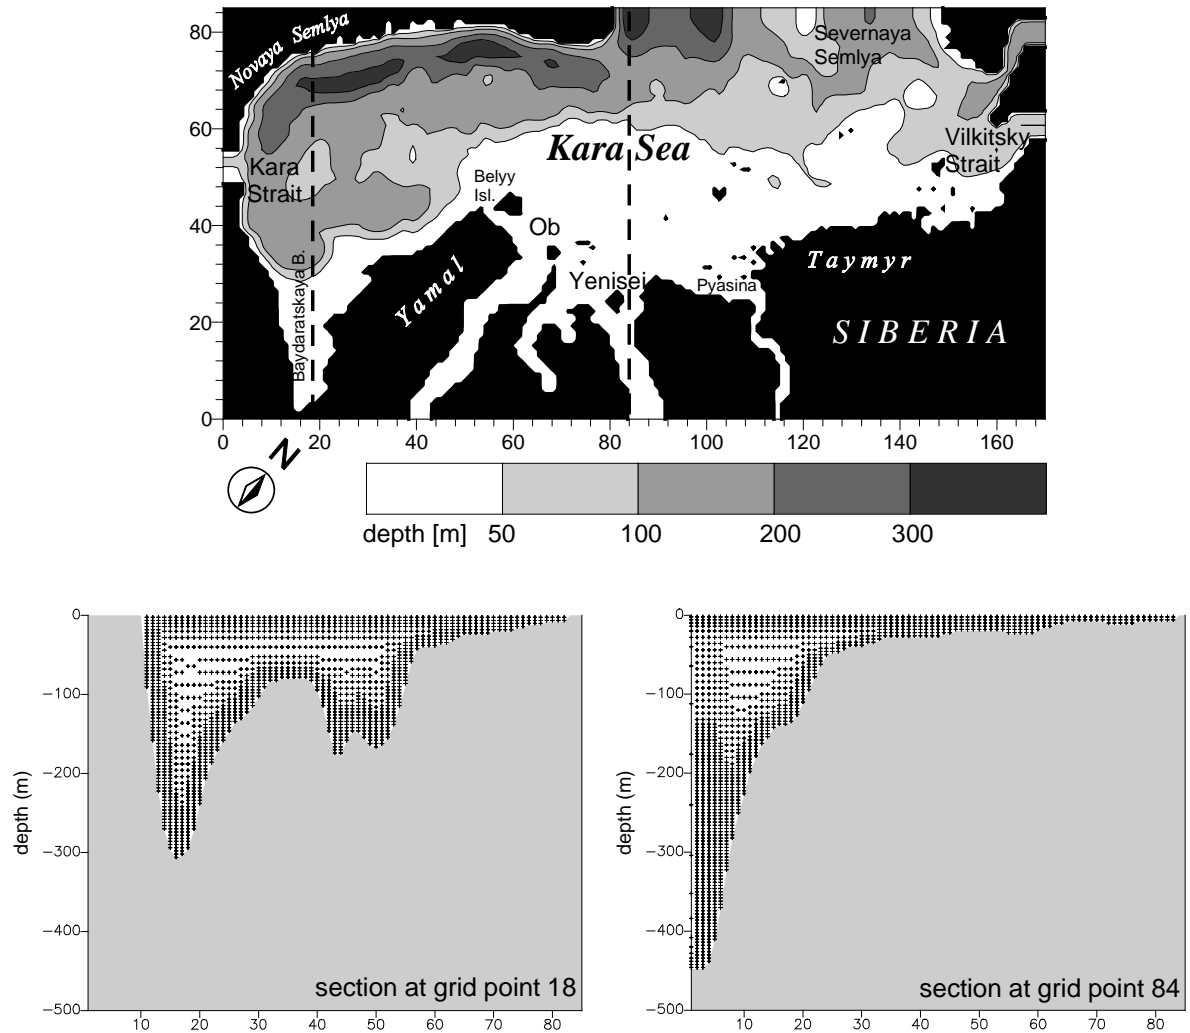 80
60
40
20
0
Novaya Semlya
Severnaya
Semlya
Kara Sea
Vilkitsky
Strait
Kara
Strait
Belyy
Isl.
Ob
Yenisei
Pyasina
Taymyr
Baydaratskaya B.
Yamal
SIBERIA
0 20 40 60 80 100 120 140 160
N
depth [m] 50 100 200 300
0
−100
−200
−300
−400
−500
depth (m)
section at grid point 18
10 20 30 40 50 60 70 80
0
−100
−200
−300
−400
−500
depth (m)
section at grid point 84
10 20 30 40 50 60 70 80